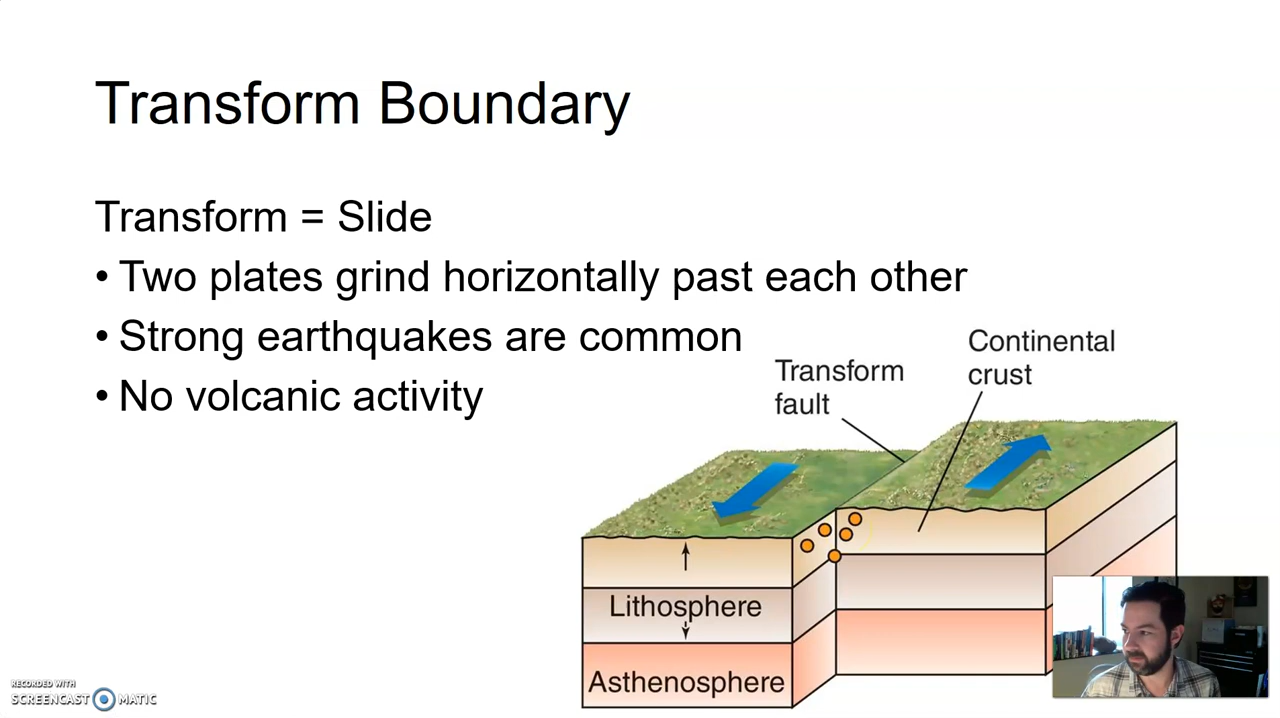 Transform Boundary
Transform = Slide
• Two plates grind horizontally past each other
• Strong earthquakes are common
• No volcanic activity
Continental
crust
Transform
fault
Lithosphere
Asthenosphere
RECORDED WITH
SCREENCAST MATIC